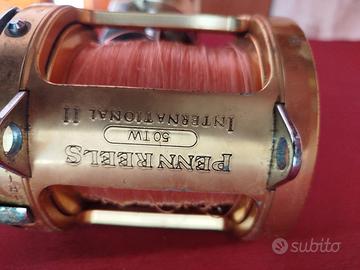 PENN REELS
50TW
INTERNATIONAL II
subito